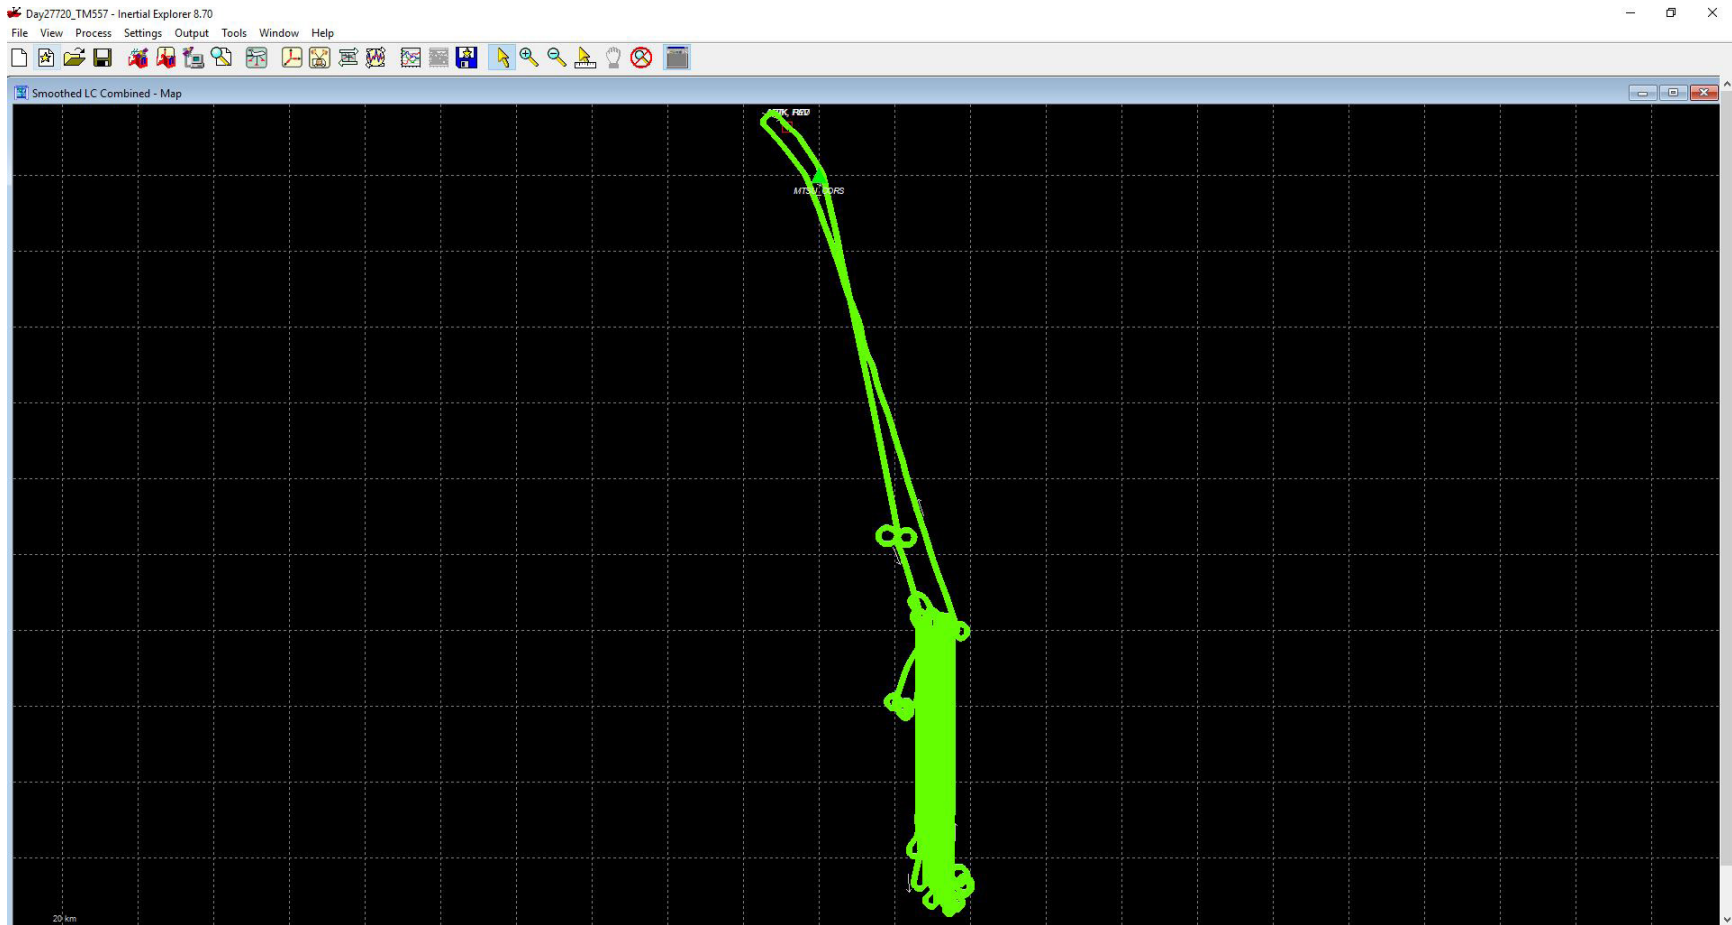 Day27720_TM557 - Inertial Explorer 8.70
File View Process Settings Output Tools Window Help
Smoothed LC Combined - Map
20 km